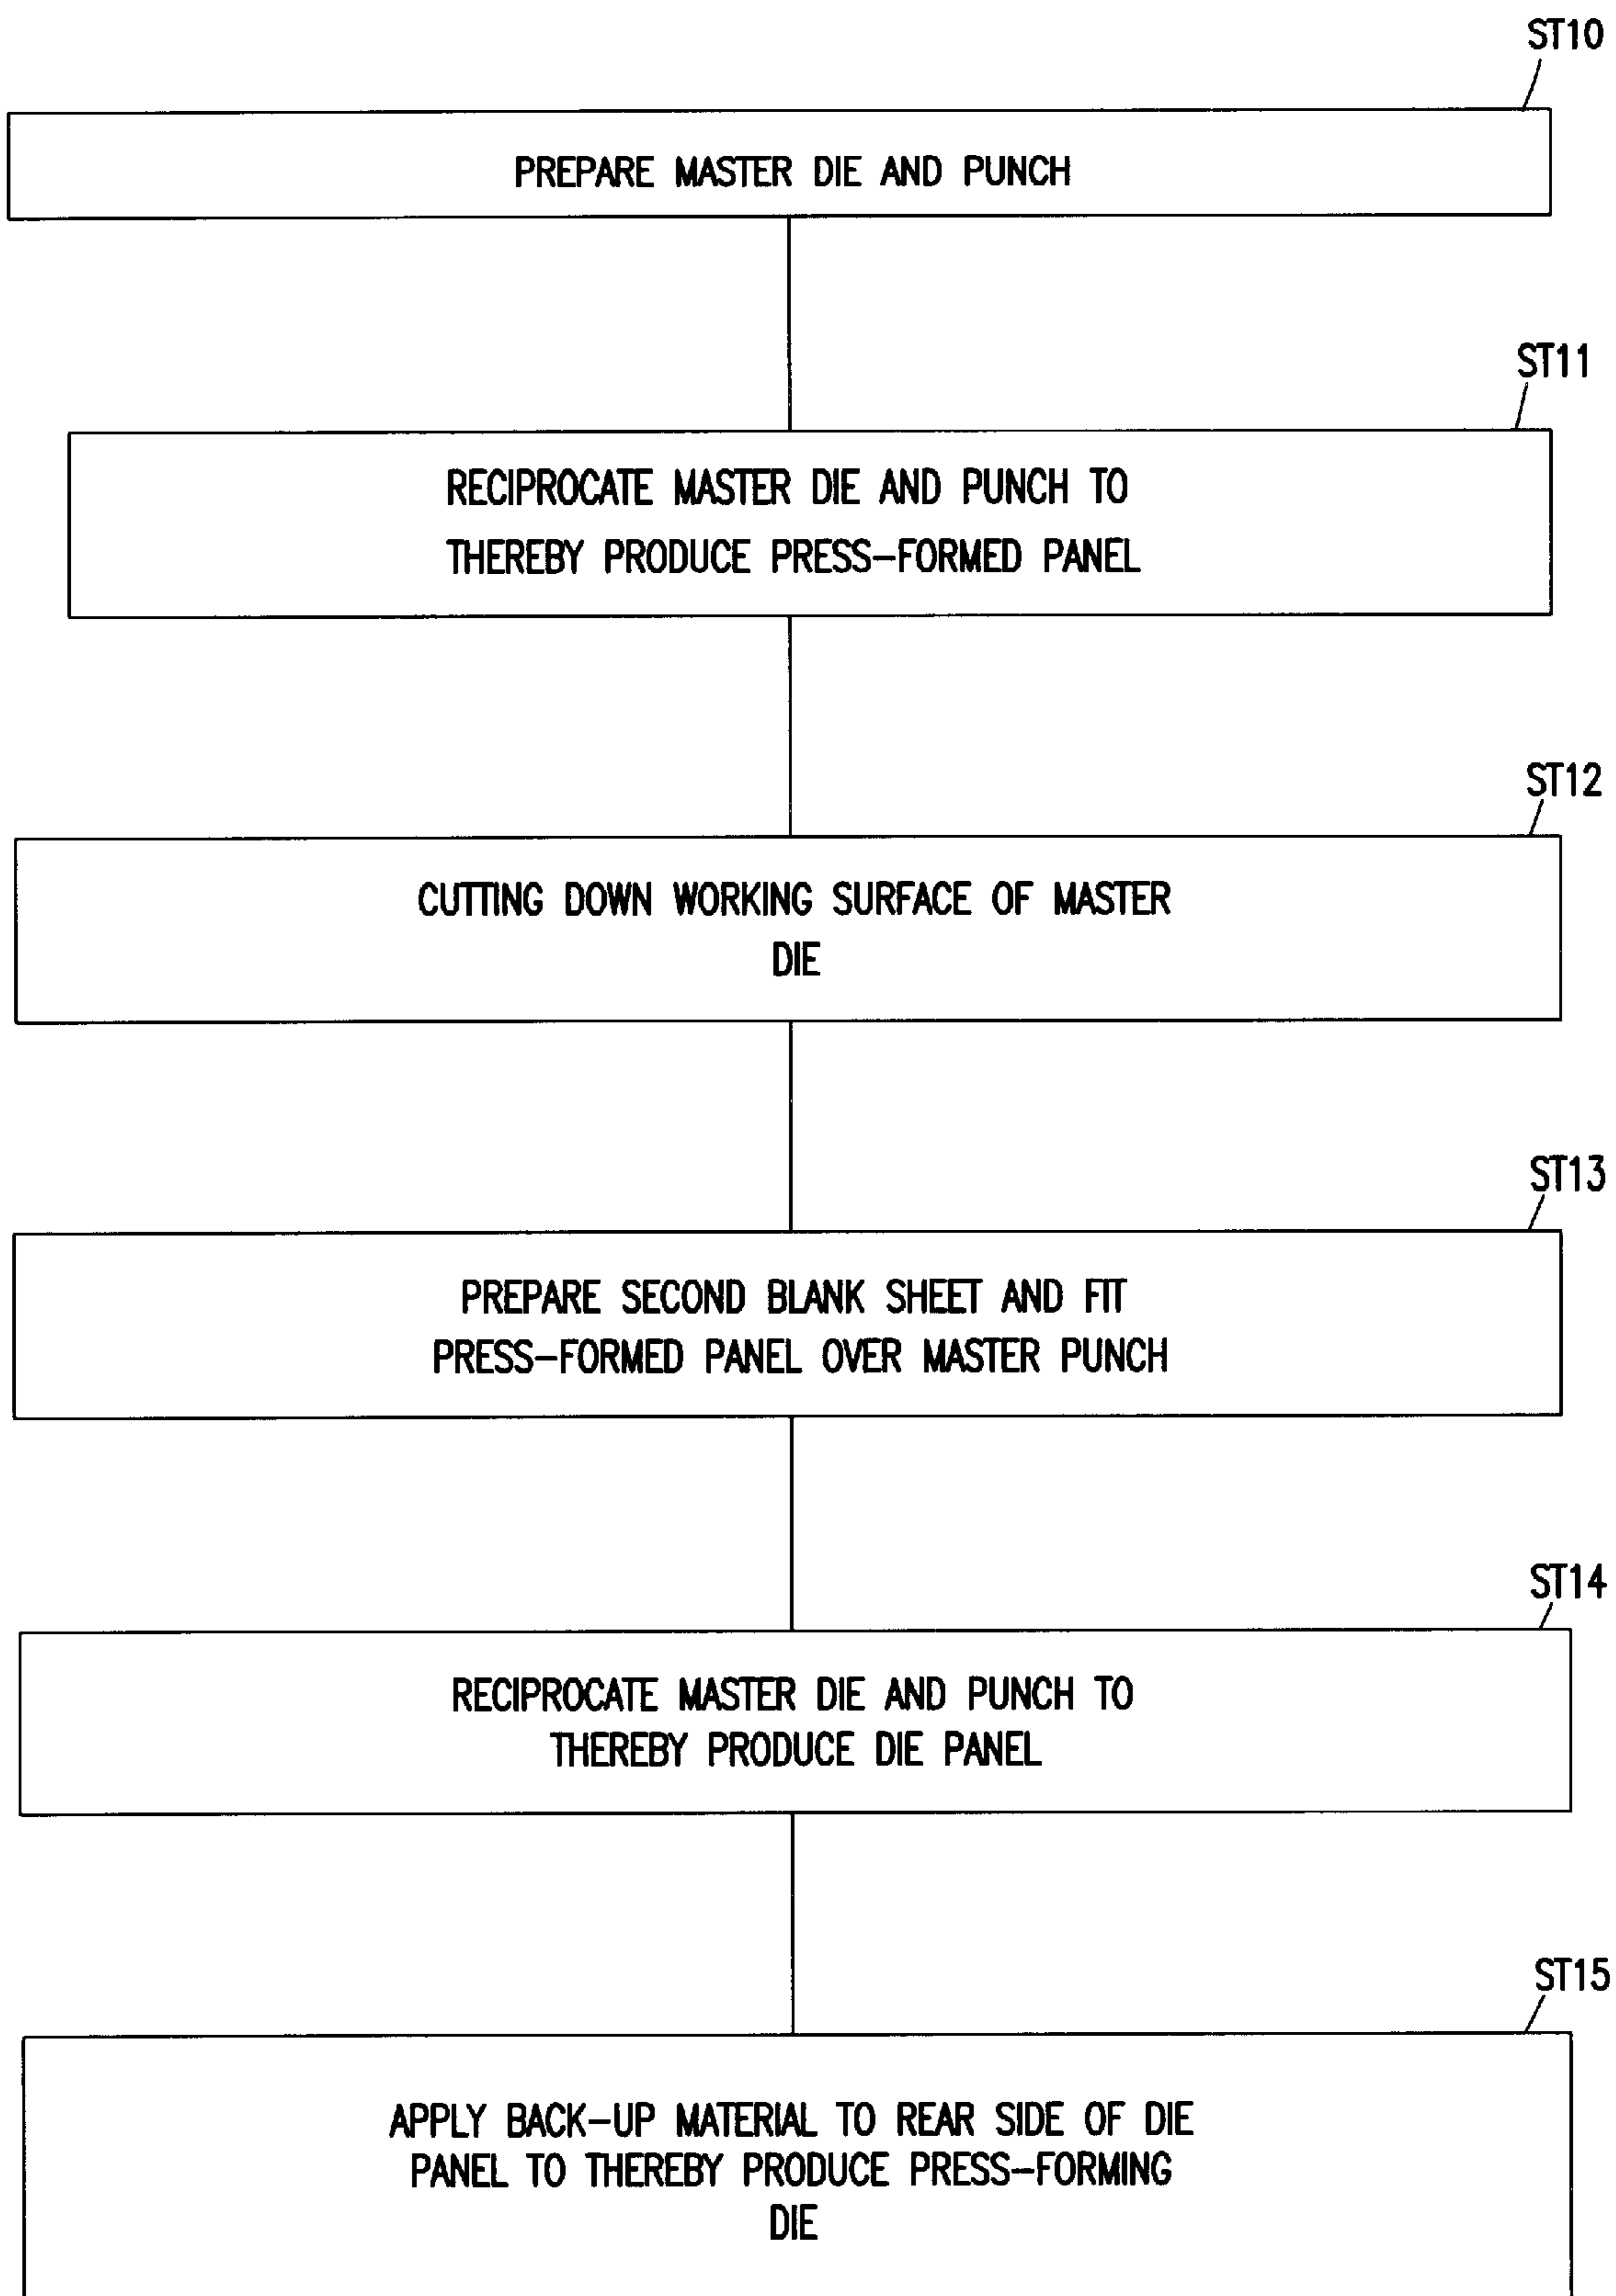 ST10
PREPARE MASTER DIE AND PUNCH
ST11
RECIPROCATE MASTER DIE AND PUNCH TO
THEREBY PRODUCE PRESS-FORMED PANEL
ST12
CUTTING DOWN WORKING SURFACE OF MASTER
DIE
ST13
PREPARE SECOND BLANK SHEET AND FIT
PRESS-FORMED PANEL OVER MASTER PUNCH
ST14
RECIPROCATE MASTER DIE AND PUNCH TO
THEREBY PRODUCE DIE PANEL
ST15
APPLY BACK-UP MATERIAL TO REAR SIDE OF DIE
PANEL TO THEREBY PRODUCE PRESS-FORMING
DIE